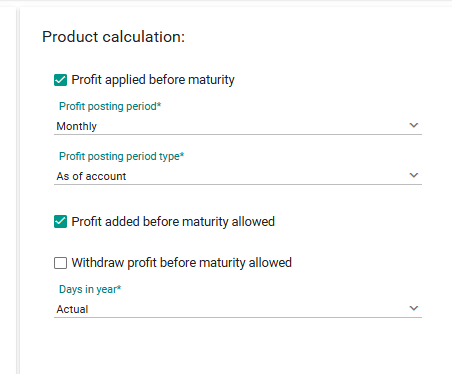 Product calculation:
Profit applied before maturity
Profit posting period*
Monthly
Profit posting period type*
As of account
Profit added before maturity allowed
Withdraw profit before maturity allowed
Days in year*
Actual